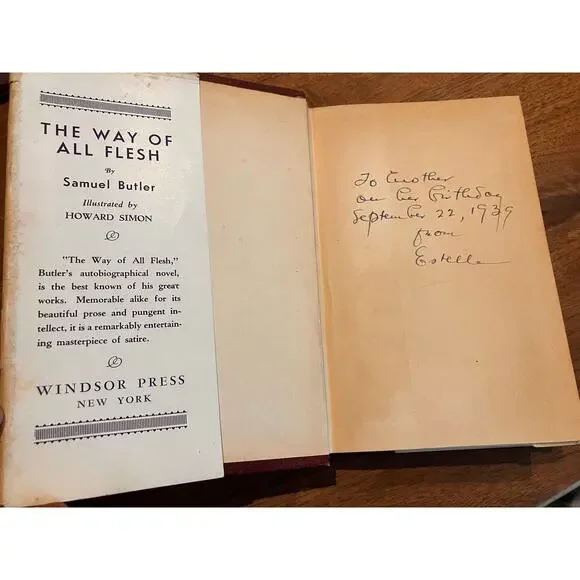 THE WAY OF
ALL FLESH
By
Samuel Butler
Illustrated by
HOWARD SIMON
"The Way of All Flesh,"
Butler's autobiographical novel,
is the best known of his great
works. Memorable alike for its
beautiful prose and pungent in-
tellect, it is a remarkably entertain-
ing masterpiece of satire.
WINDSOR PRESS
NEW YORK
To Mother
on her Birthday
September 22, 1939
from
Estelle